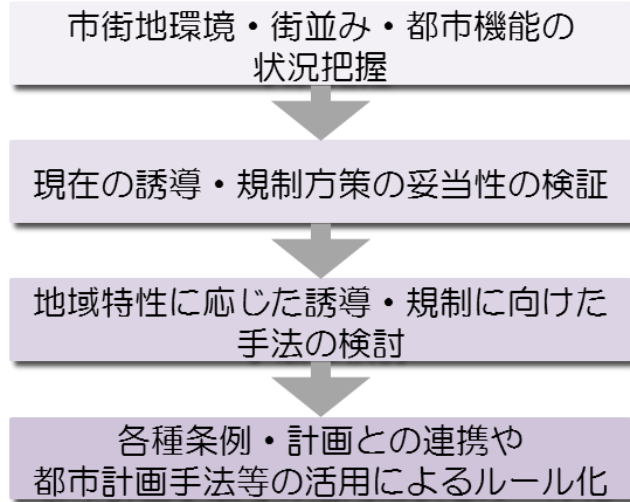 市街地環境・街並み・都市機能の
状況把握
現在の誘導・規制方策の妥当性の検証
地域特性に応じた誘導・規制に向けた
手法の検討
各種条例・計画との連携や
都市計画手法等の活用によるルール化